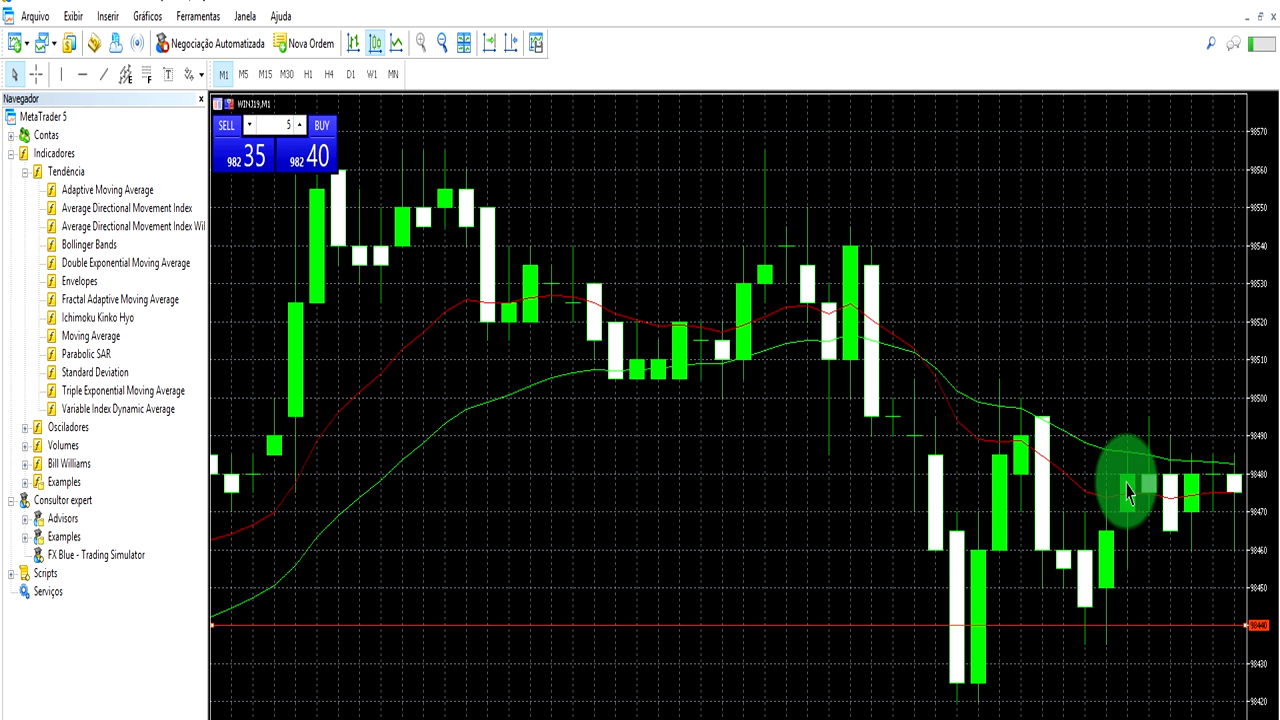 Arquivo Exibir Inserir Gráficos Ferramentas Janela Ajuda
Negociação Automatizada Nova Ordem
M1 M5 M15 M30 H1 H4 D1 W1 MN
Navegador
MetaTrader 5
Contas
Indicadores
Tendência
Adaptive Moving Average
Average Directional Movement Index
Average Directional Movement Index Wil
Bollinger Bands
Double Exponential Moving Average
Envelopes
Fractal Adaptive Moving Average
Ichimoku Kinko Hyo
Moving Average
Parabolic SAR
Standard Deviation
Triple Exponential Moving Average
Variable Index Dynamic Average
Osciladores
Volumes
Bill Williams
Examples
Consultor expert
Advisors
Examples
FX Blue - Trading Simulator
Scripts
Serviços
WINJ19,M1
SELL 5 BUY
98235 98240
98570
98560
98550
98540
98530
98520
98510
98500
98490
98480
98470
98460
98450
98440
98430
98420